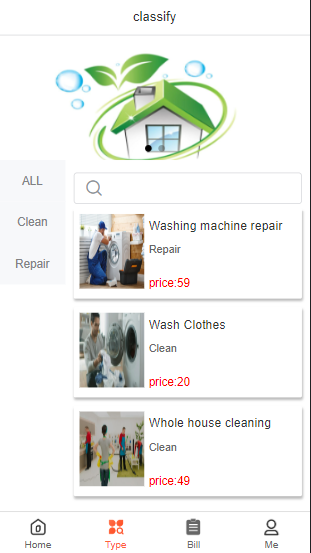 classify
ALL
Clean
Repair
Washing machine repair
Repair
price:59
Wash Clothes
Clean
price:20
Whole house cleaning
Clean
price:49
Home
Type
Bill
Me